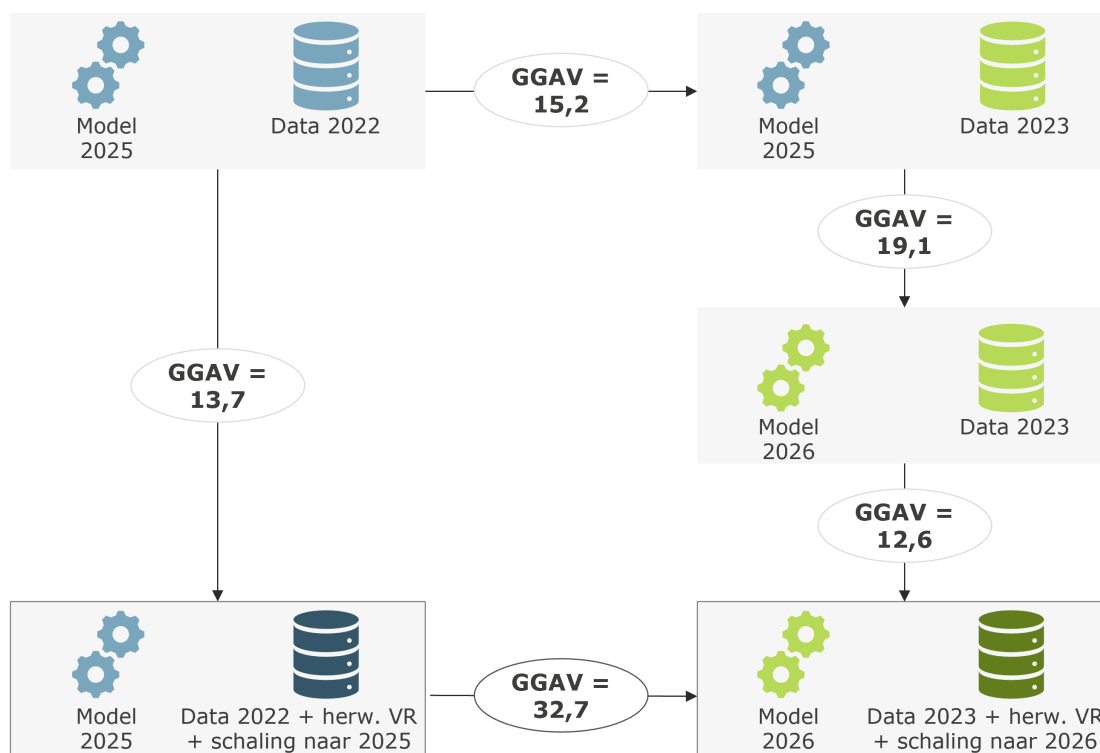 Model
2025
Data 2022
GGAV =
15,2
Model
2025
Data 2023
GGAV =
19,1
GGAV =
13,7
Model
2026
Data 2023
GGAV =
12,6
Model
2025
Data 2022 + herw. VR
+ schaling naar 2025
GGAV =
32,7
Model
2026
Data 2023 + herw. VR
+ schaling naar 2026